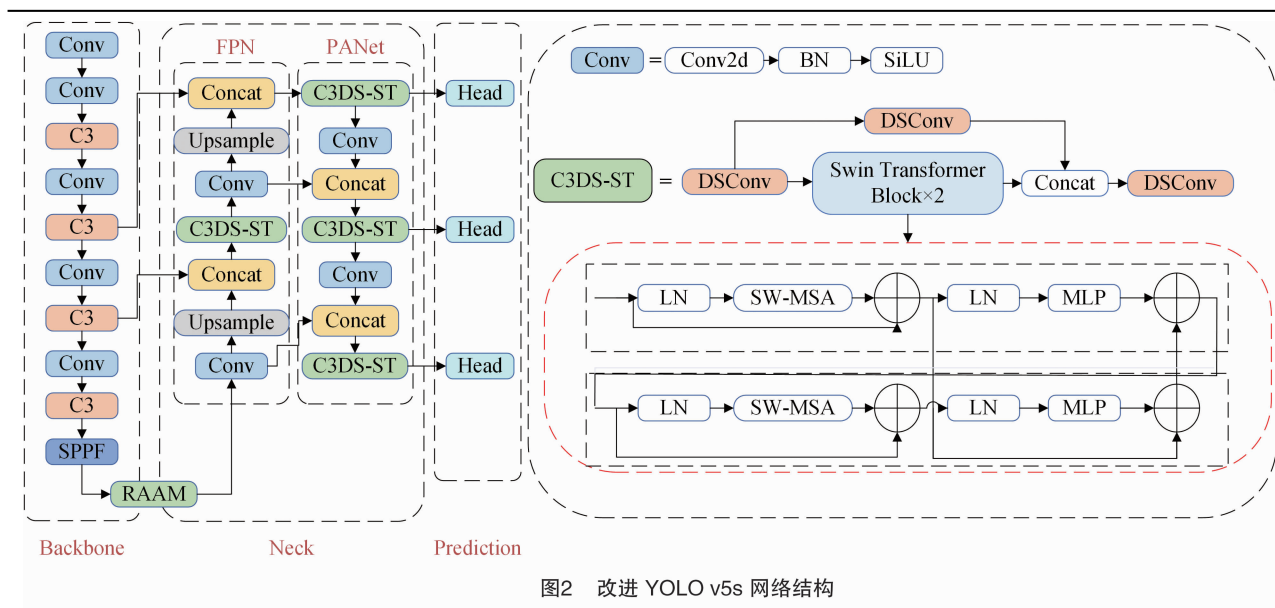 Conv
Conv
C3
Conv
C3
Conv
C3
Conv
C3
SPPF
RAAM
Backbone
FPN
Concat
Upsample
Conv
C3DS-ST
Concat
Upsample
Conv
PANet
C3DS-ST
Conv
Concat
C3DS-ST
Conv
Concat
C3DS-ST
Neck
Head
Head
Head
Prediction
Conv = Conv2d BN SiLU
DSConv
C3DS-ST = DSConv Swin Transformer Block×2 Concat DSConv
LN SW-MSA LN MLP
LN SW-MSA LN MLP
图2 改进 YOLO v5s 网络结构